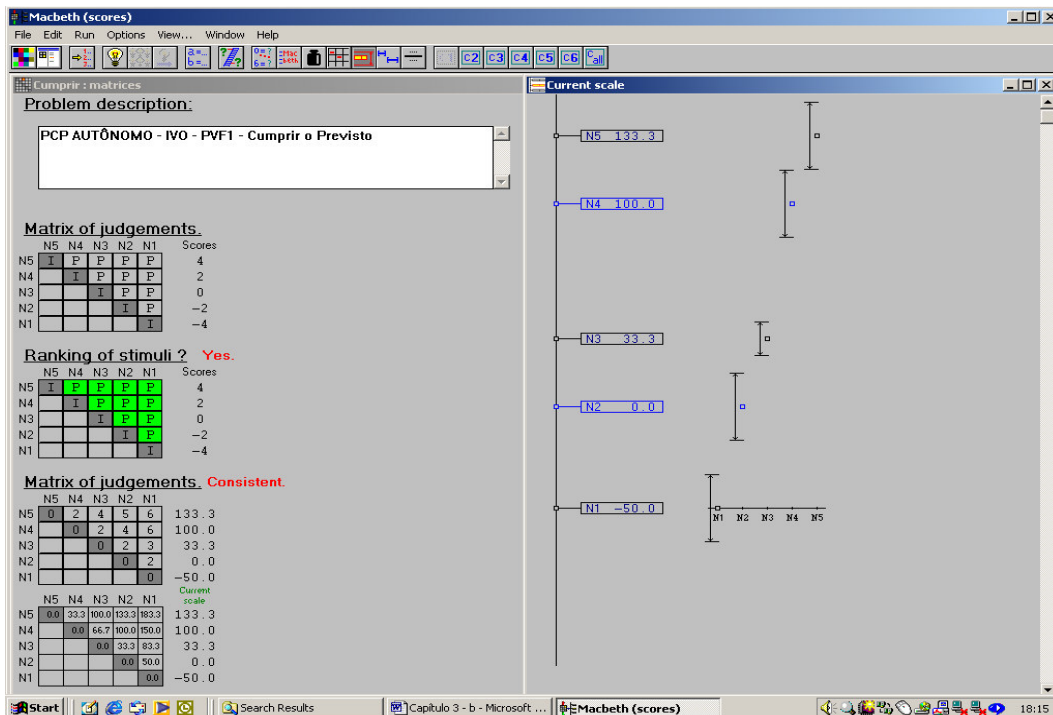 Macbeth (scores)
File Edit Run Options View... Window Help
C2 C3 C4 C5 C6 Call
Cumprir : matrices
Problem description:
PCP AUTÔNOMO - IVO - PVF1 - Cumprir o Previsto
Matrix of judgements.
N5 N4 N3 N2 N1 Scores
N5 I P P P P 4
N4 I P P P 2
N3 I P P 0
N2 I P -2
N1 I -4
Ranking of stimuli ? Yes.
N5 N4 N3 N2 N1 Scores
N5 I P P P P 4
N4 I P P P 2
N3 I P P 0
N2 I P -2
N1 I -4
Matrix of judgements. Consistent.
N5 N4 N3 N2 N1
N5 0 2 4 5 6 133.3
N4 0 2 4 6 100.0
N3 0 2 3 33.3
N2 0 2 0.0
N1 0 -50.0
N5 N4 N3 N2 N1 Current scale
N5 0.0 33.3 100.0 133.3 183.3 133.3
N4 0.0 66.7 100.0 150.0 100.0
N3 0.0 33.3 83.3 33.3
N2 0.0 50.0 0.0
N1 0.0 -50.0
Current scale
N5 133.3
N4 100.0
N3 33.3
N2 0.0
N1 -50.0
N1 N2 N3 N4 N5
Start Search Results Capítulo 3 - b - Microsoft ... Macbeth (scores) 18:15